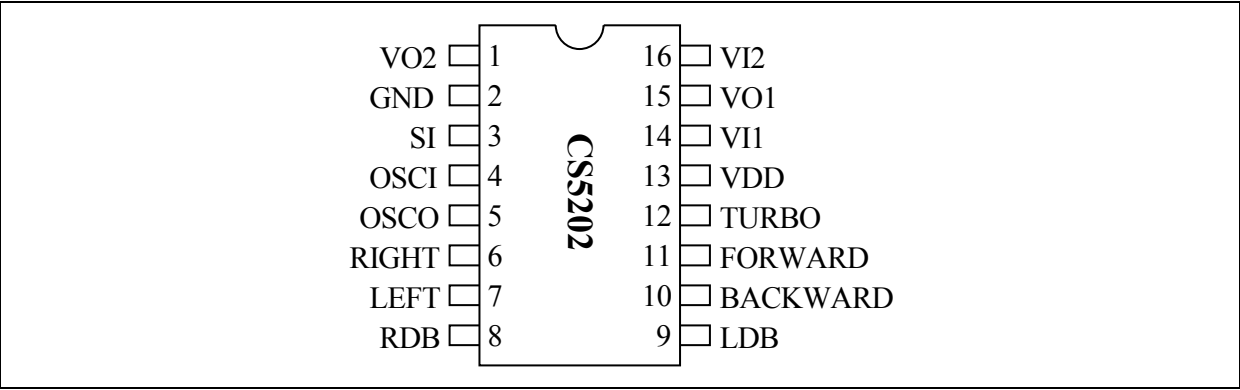 VO2 1 16 VI2
GND 2 15 VO1
SI 3 14 VI1
OSCI 4 13 VDD
OSCO 5 12 TURBO
RIGHT 6 11 FORWARD
LEFT 7 10 BACKWARD
RDB 8 9 LDB
CS5202